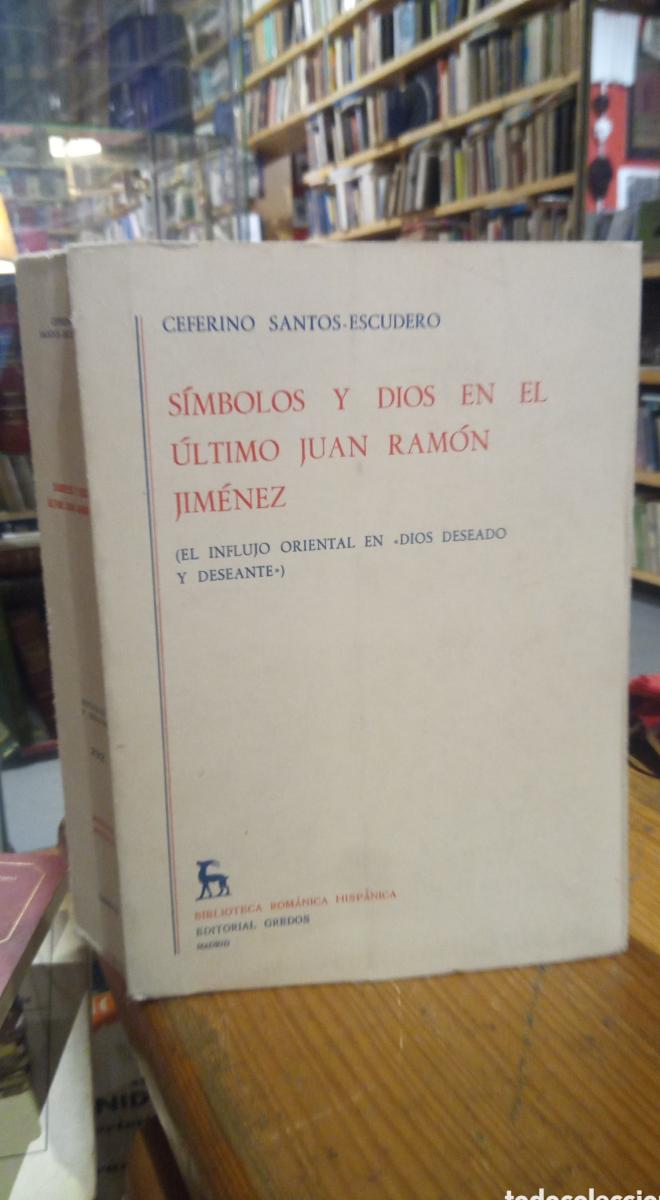 CEFERINO SANTOS-ESCUDERO
SÍMBOLOS Y DIOS EN EL
ÚLTIMO JUAN RAMÓN
JIMÉNEZ
(EL INFLUJO ORIENTAL EN «DIOS DESEADO
Y DESEANTE»)
BIBLIOTECA ROMÁNICA HISPÁNICA
EDITORIAL GREDOS
MADRID